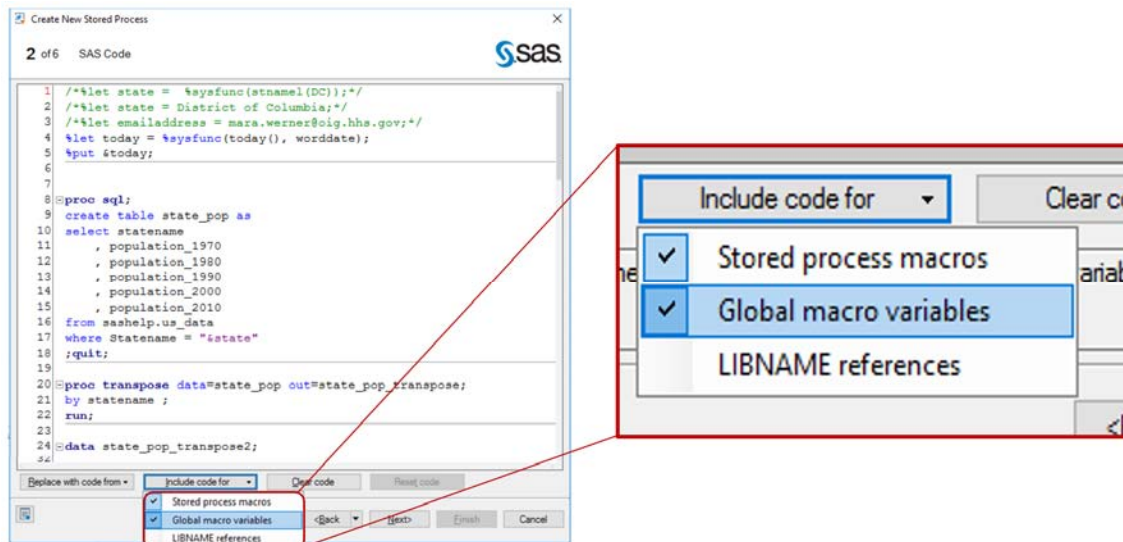 Create New Stored Process
2 of 6 SAS Code
sas
1 /*%let state = %sysfunc(stnamel(DC));*/
2 /*%let state = District of Columbia;*/
3 /*%let emailaddress = mara.werner@oig.hhs.gov;*/
4 %let today = %sysfunc(today(), worddate);
5 %put &today;
6
7
8 proc sql;
9 create table state_pop as
10 select statename
11 , population_1970
12 , population_1980
13 , population_1990
14 , population_2000
15 , population_2010
16 from sashelp.us_data
17 where Statename = "&state"
18 ;quit;
19
20 proc transpose data=state_pop out=state_pop_transpose;
21 by statename ;
22 run;
23
24 data state_pop_transpose2;
Replace with code from Include code for Clear code Reset code
Stored process macros
Global macro variables
LIBNAME references
<Back Next> Finish Cancel
Include code for Clear c
Stored process macros
Global macro variables
LIBNAME references